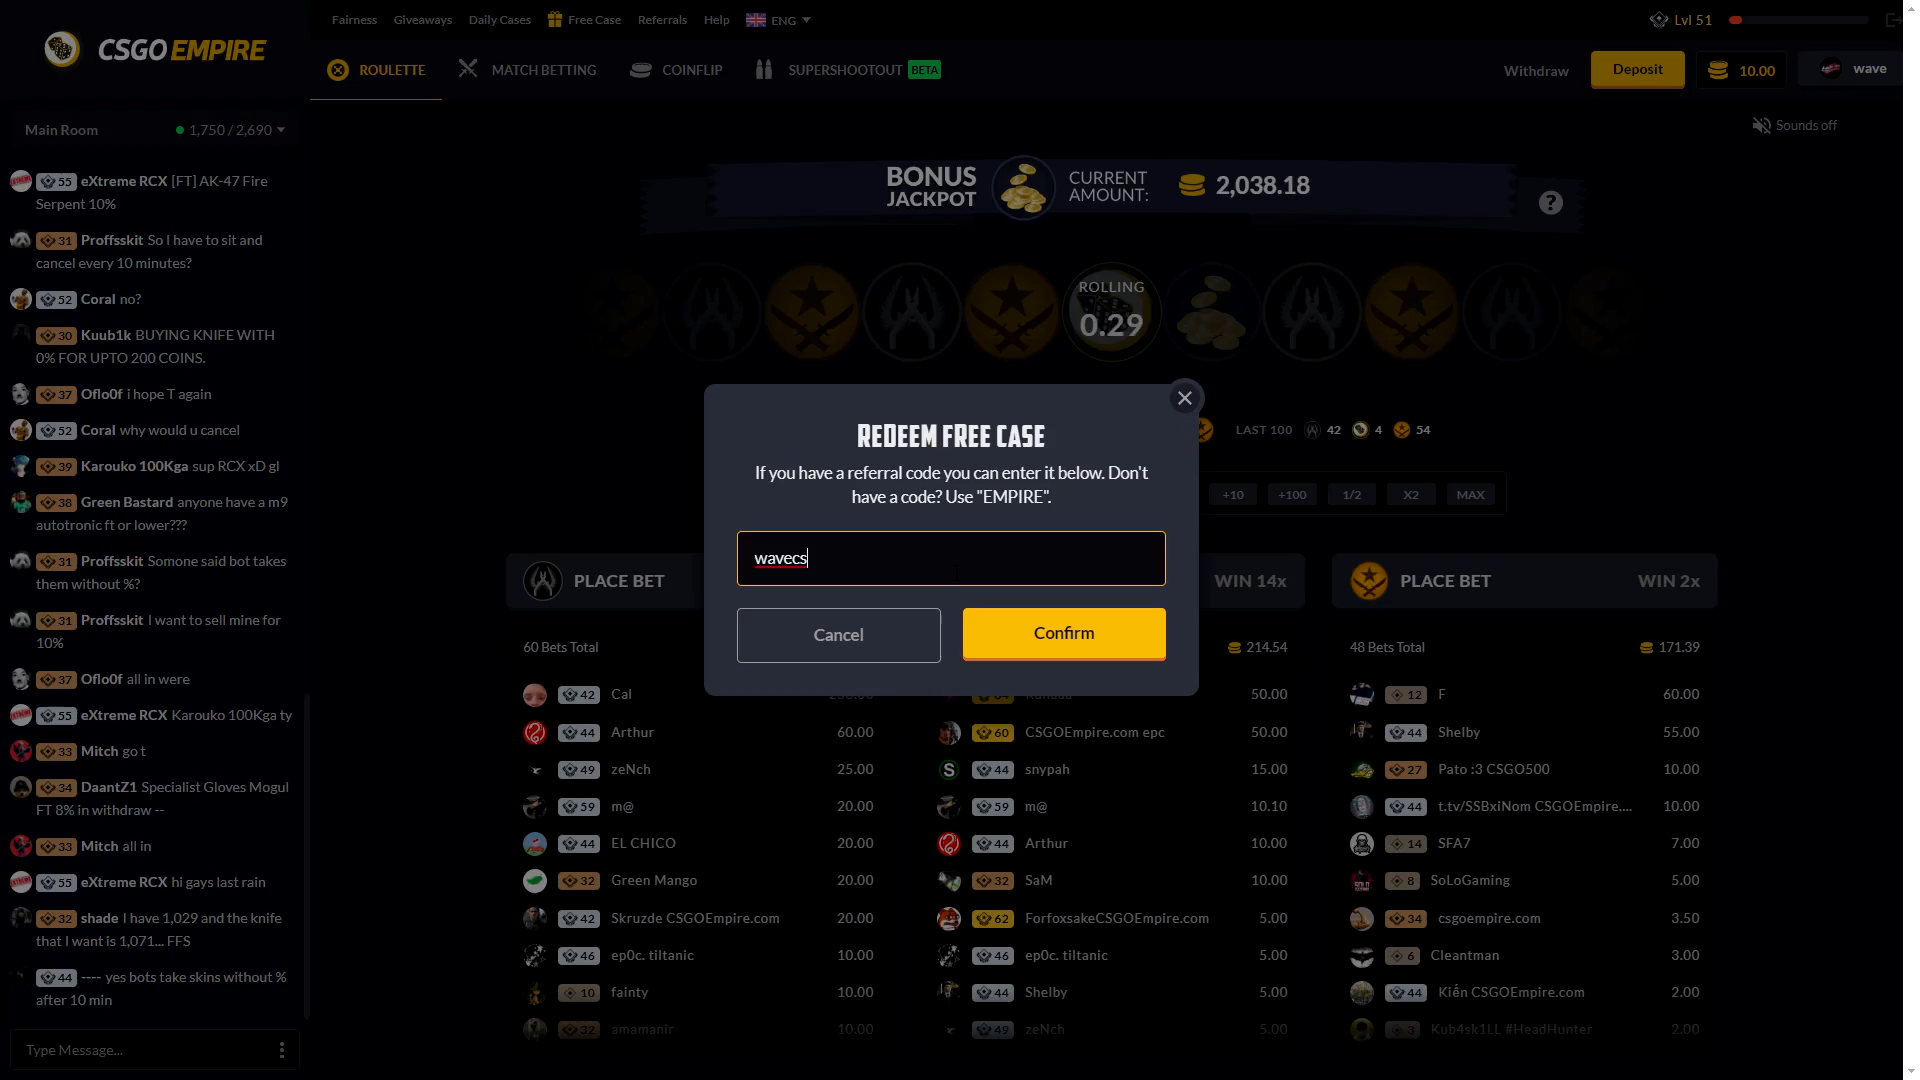 Fairness Giveaways Daily Cases Free Case Referrals Help ENG Lvl 51
CSGOEMPIRE
ROULETTE MATCH BETTING COINFLIP SUPERSHOOTOUT BETA Withdraw Deposit 10.00 wave
Main Room 1,750 / 2,690
Sounds off
55 eXtreme RCX [FT] AK-47 Fire
Serpent 10%
31 Proffsskit So I have to sit and
cancel every 10 minutes?
52 Coral no?
30 Kuub1k BUYING KNIFE WITH
0% FOR UPTO 200 COINS.
37 Oflo0f i hope T again
52 Coral why would u cancel
39 Karouko 100Kga sup RCX xD gl
38 Green Bastard anyone have a m9
autotronic ft or lower???
31 Proffsskit Somone said bot takes
them without %?
31 Proffsskit I want to sell mine for
10%
37 Oflo0f all in were
55 eXtreme RCX Karouko 100Kga ty
33 Mitch go t
34 DaantZ1 Specialist Gloves Mogul
FT 8% in withdraw --
33 Mitch all in
55 eXtreme RCX hi gays last rain
32 shade I have 1,029 and the knife
that I want is 1,071... FFS
44 ---- yes bots take skins without %
after 10 min
Type Message...
BONUS
JACKPOT
CURRENT
AMOUNT:
2,038.18
?
ROLLING
0.29
LAST 100 42 4 54
+10 +100 1/2 X2 MAX
REDEEM FREE CASE
If you have a referral code you can enter it below. Don't
have a code? Use "EMPIRE".
wavecs
Cancel Confirm
PLACE BET
60 Bets Total
42 Cal
44 Arthur 60.00
49 zeNch 25.00
59 m@ 20.00
44 EL CHICO 20.00
32 Green Mango 20.00
42 Skruzde CSGOEmpire.com 20.00
46 ep0c. tiltanic 10.00
10 fainty 10.00
32 amamanir 10.00
WIN 14x
214.54
50.00
60 CSGOEmpire.com epc 50.00
44 snypah 15.00
59 m@ 10.10
44 Arthur 10.00
32 SaM 10.00
62 ForfoxsakeCSGOEmpire.com 5.00
46 ep0c. tiltanic 5.00
44 Shelby 5.00
49 zeNch 5.00
PLACE BET WIN 2x
48 Bets Total 171.39
12 F 60.00
44 Shelby 55.00
27 Pato :3 CSGO500 10.00
44 t.tv/SSBxiNom CSGOEmpire.... 10.00
14 SFA7 7.00
8 SoLoGaming 5.00
34 csgoempire.com 3.50
6 Cleantman 3.00
44 Kiến CSGOEmpire.com 2.00
3 Kub4sk1LL #HeadHunter 2.00